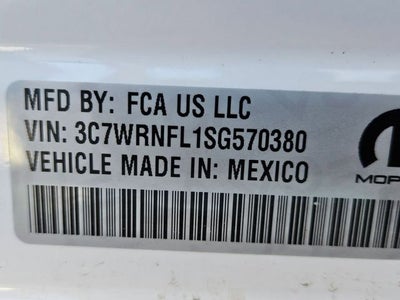 MFD BY: FCA US LLC
VIN: 3C7WRNFL1SG570380
VEHICLE MADE IN: MEXICO